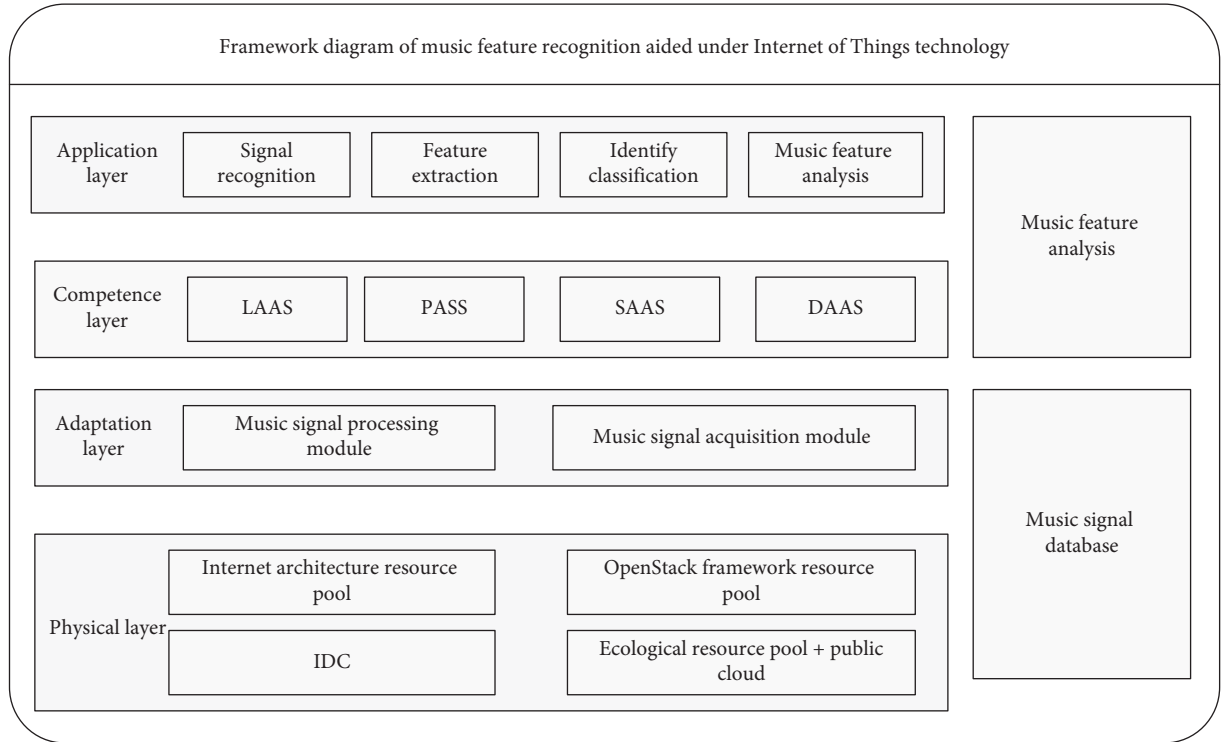 Framework diagram of music feature recognition aided under Internet of Things technology
Application
layer
Signal
recognition
Feature
extraction
Identify
classification
Music feature
analysis
Music feature
analysis
Competence
layer
LAAS
PASS
SAAS
DAAS
Adaptation
layer
Music signal processing
module
Music signal acquisition module
Music signal
database
Physical layer
Internet architecture resource
pool
OpenStack framework resource
pool
IDC
Ecological resource pool + public
cloud